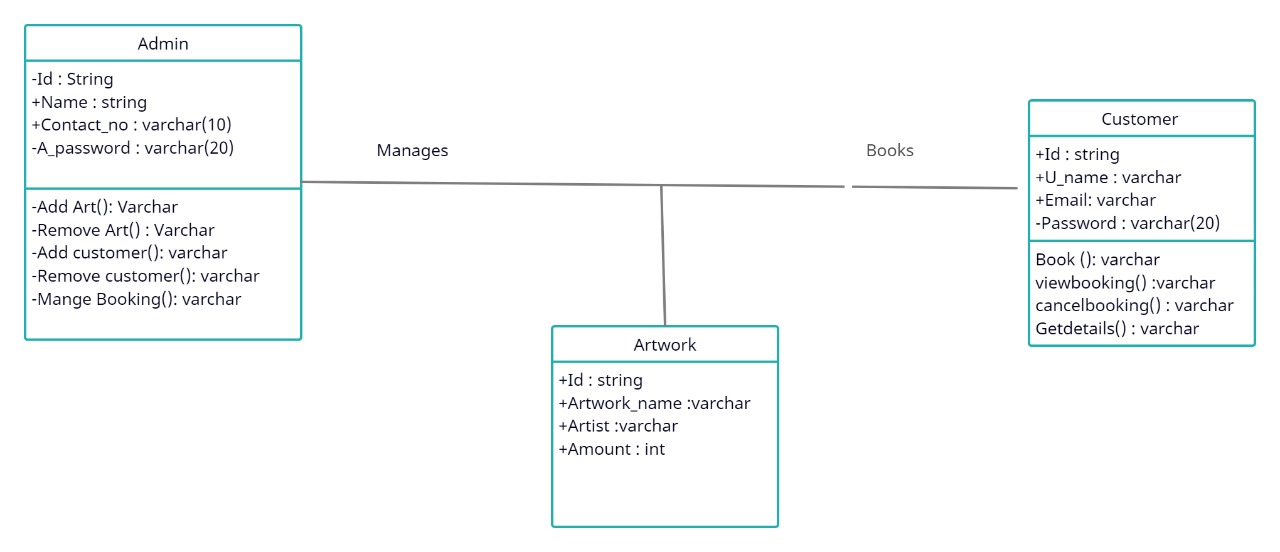 Admin
-Id : String
+Name : string
+Contact_no : varchar(10)
-A_password : varchar(20)
-Add Art(): Varchar
-Remove Art() : Varchar
-Add customer(): varchar
-Remove customer(): varchar
-Mange Booking(): varchar
Manages
Books
Customer
+Id : string
+U_name : varchar
+Email: varchar
-Password : varchar(20)
Book (): varchar
viewbooking() :varchar
cancelbooking() : varchar
Getdetails() : varchar
Artwork
+Id : string
+Artwork_name :varchar
+Artist :varchar
+Amount : int